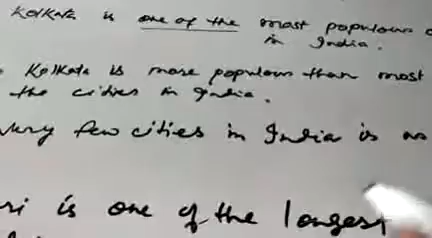 Kolkata is one of the most populous
in India.
Kolkata is more populous than most
the cities in India.
very few cities in India is as
is one of the longest